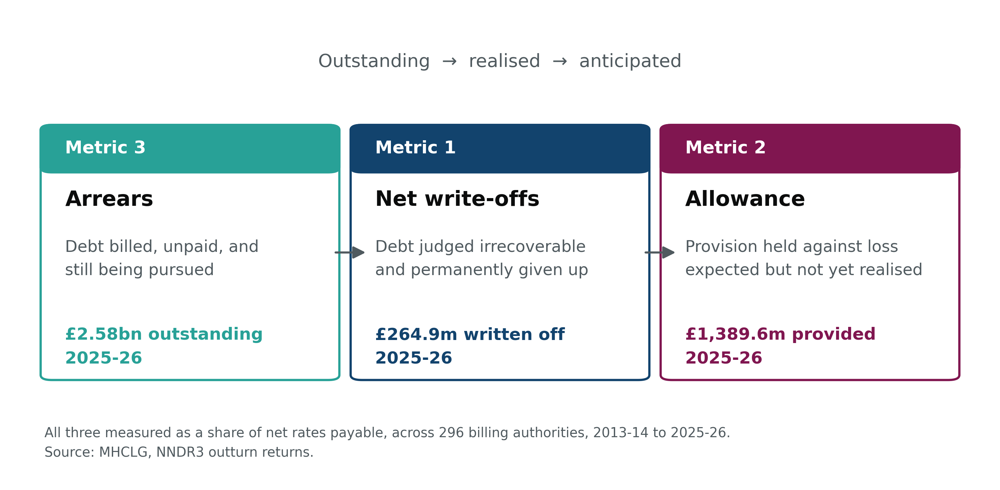 Outstanding → realised → anticipated
Metric 3
Arrears
Debt billed, unpaid, and
still being pursued
£2.58bn outstanding
2025-26
Metric 1
Net write-offs
Debt judged irrecoverable
and permanently given up
£264.9m written off
2025-26
Metric 2
Allowance
Provision held against loss
expected but not yet realised
£1,389.6m provided
2025-26
All three measured as a share of net rates payable, across 296 billing authorities, 2013-14 to 2025-26.
Source: MHCLG, NNDR3 outturn returns.